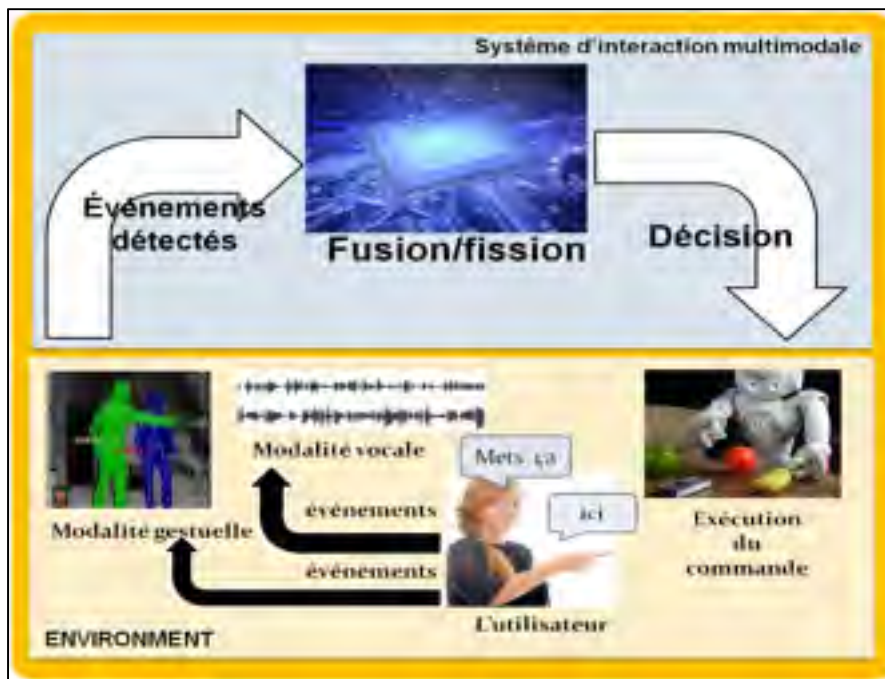 Système d'interaction multimodale
Événements
détectés
Fusion/fission
Décision
Modalité vocale
Mets ça
ici
événements
Modalité gestuelle
événements
Exécution
du
commande
L'utilisateur
ENVIRONMENT